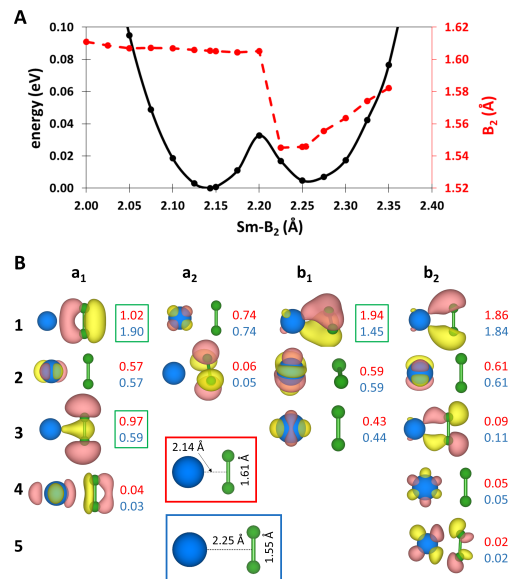 A
energy (eV)
0.10
0.08
0.06
0.04
0.02
0.00
1.62
1.60
1.58
1.56
1.54
1.52
B₂ (Å)
2.00 2.05 2.10 2.15 2.20 2.25 2.30 2.35 2.40
Sm-B₂ (Å)
B
a₁ a₂ b₁ b₂
1
1.02 0.74 1.94 1.86
1.90 0.74 1.45 1.84
2
0.57 0.06 0.59 0.61
0.57 0.05 0.59 0.61
3
0.97 0.43 0.09
0.59 0.44 0.11
2.14 Å
1.61 Å
4
0.04 0.05
0.03 0.05
5
2.25 Å
1.55 Å
0.02
0.02